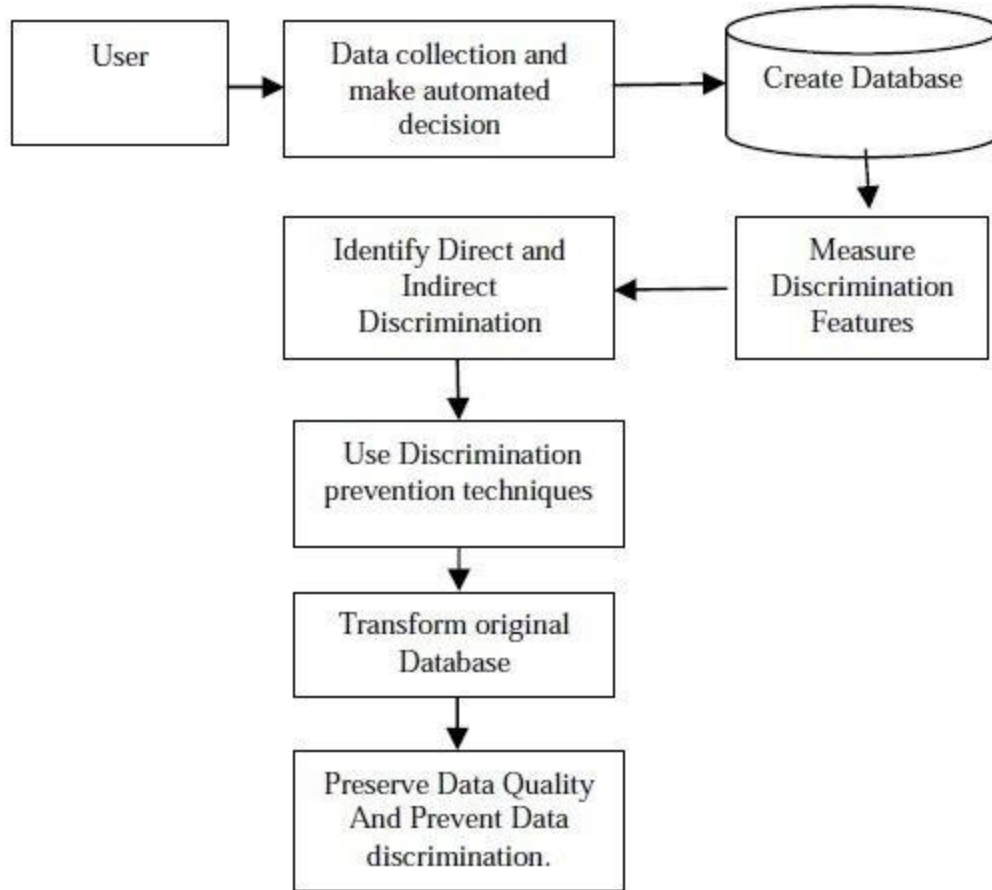 User
Data collection and
make automated
decision
Create Database
Measure
Discrimination
Features
Identify Direct and
Indirect
Discrimination
Use Discrimination
prevention techniques
Transform original
Database
Preserve Data Quality
And Prevent Data
discrimination.